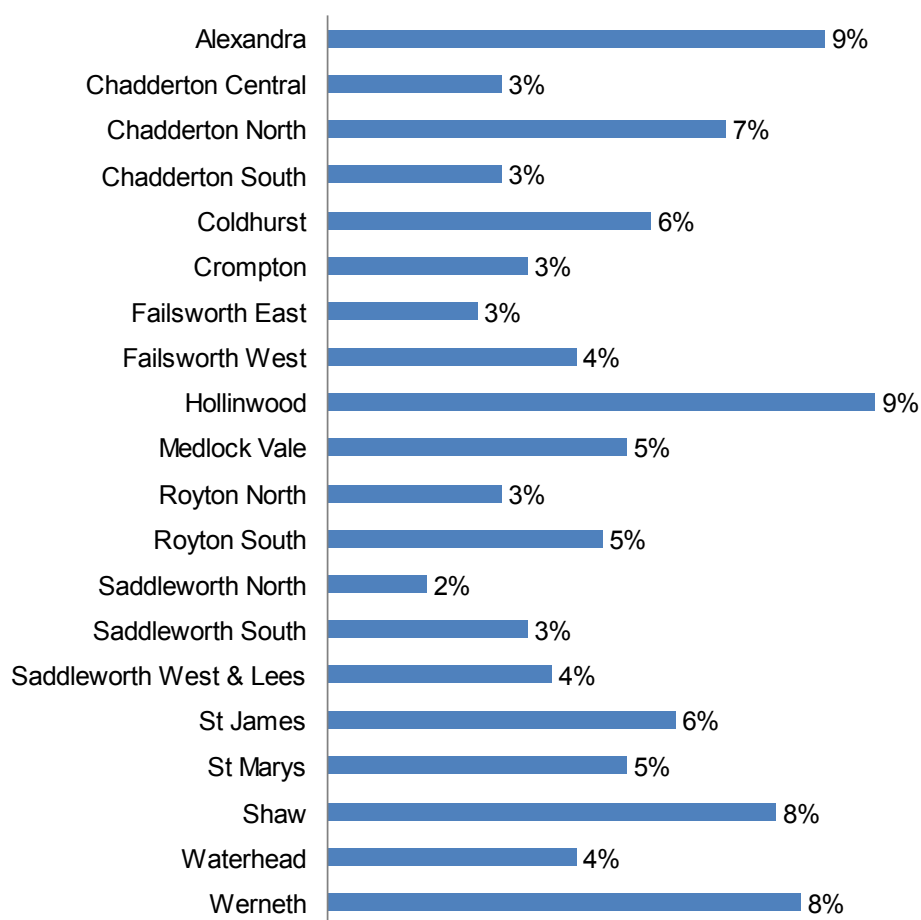 Alexandra 9%
Chadderton Central 3%
Chadderton North 7%
Chadderton South 3%
Coldhurst 6%
Crompton 3%
Failsworth East 3%
Failsworth West 4%
Hollinwood 9%
Medlock Vale 5%
Royton North 3%
Royton South 5%
Saddleworth North 2%
Saddleworth South 3%
Saddleworth West & Lees 4%
St James 6%
St Marys 5%
Shaw 8%
Waterhead 4%
Werneth 8%